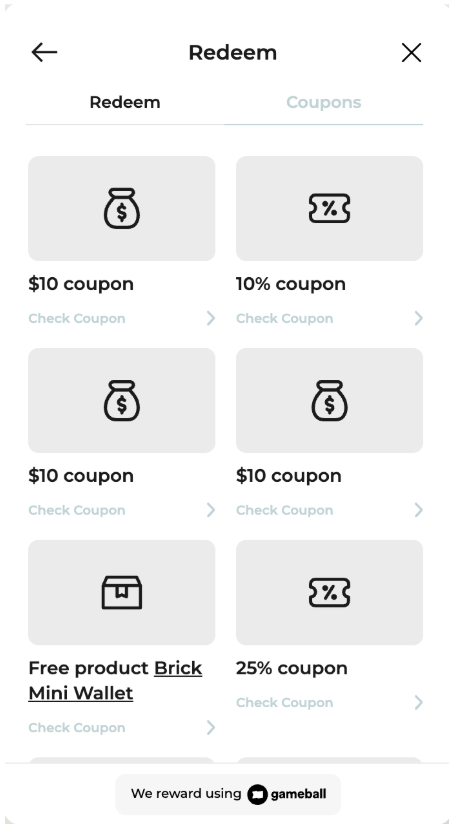 Redeem
Redeem
Coupons
$10 coupon
Check Coupon
10% coupon
Check Coupon
$10 coupon
Check Coupon
$10 coupon
Check Coupon
Free product Brick
Mini Wallet
Check Coupon
25% coupon
Check Coupon
We reward using gameball